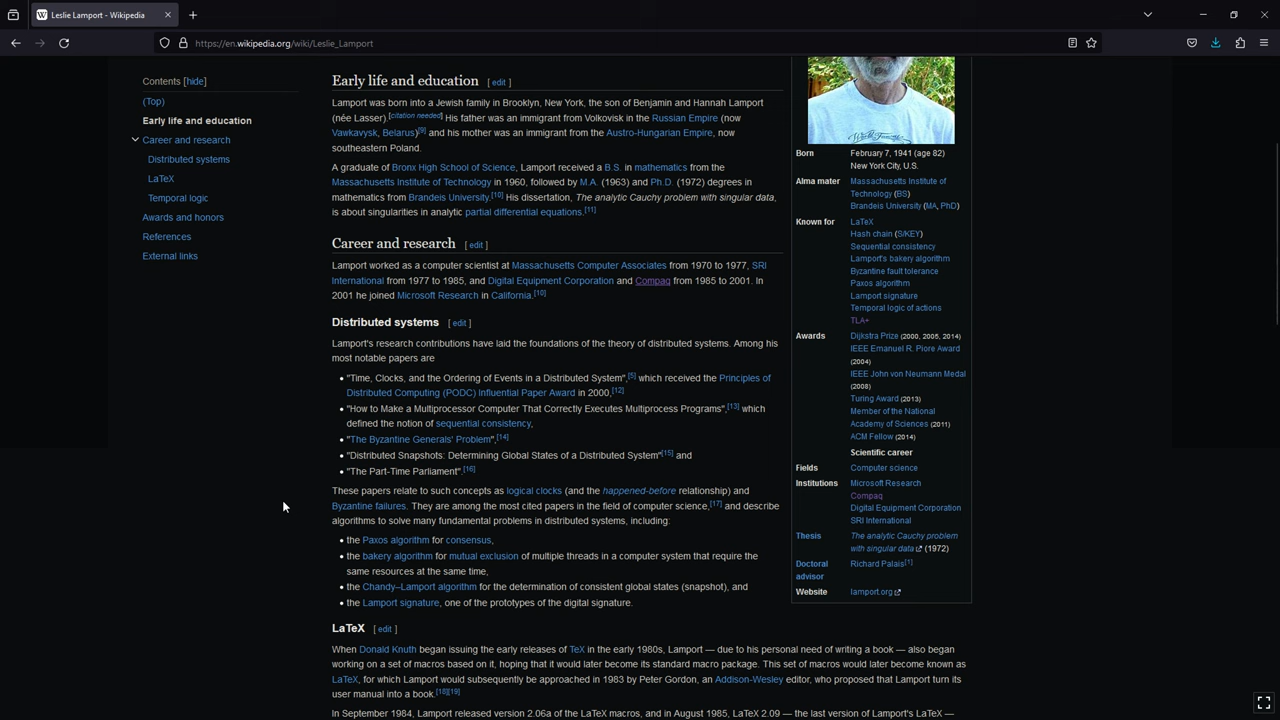 Leslie Lamport - Wikipedia
https://en.wikipedia.org/wiki/Leslie_Lamport
Contents [hide]
(Top)
Early life and education
Career and research
Distributed systems
LaTeX
Temporal logic
Awards and honors
References
External links
Early life and education [ edit ]
Lamport was born into a Jewish family in Brooklyn, New York, the son of Benjamin and Hannah Lamport
(née Lasser).[citation needed] His father was an immigrant from Volkovisk in the Russian Empire (now
Vawkavysk, Belarus)[9] and his mother was an immigrant from the Austro-Hungarian Empire, now
southeastern Poland.
A graduate of Bronx High School of Science, Lamport received a B.S. in mathematics from the
Massachusetts Institute of Technology in 1960, followed by M.A. (1963) and Ph.D. (1972) degrees in
mathematics from Brandeis University.[10] His dissertation, The analytic Cauchy problem with singular data,
is about singularities in analytic partial differential equations.[11]
Career and research [ edit ]
Lamport worked as a computer scientist at Massachusetts Computer Associates from 1970 to 1977, SRI
International from 1977 to 1985, and Digital Equipment Corporation and Compaq from 1985 to 2001. In
2001 he joined Microsoft Research in California.[10]
Distributed systems [ edit ]
Lamport's research contributions have laid the foundations of the theory of distributed systems. Among his
most notable papers are
• "Time, Clocks, and the Ordering of Events in a Distributed System",[5] which received the Principles of
Distributed Computing (PODC) Influential Paper Award in 2000,[12]
• "How to Make a Multiprocessor Computer That Correctly Executes Multiprocess Programs",[13] which
defined the notion of sequential consistency,
• "The Byzantine Generals' Problem",[14]
• "Distributed Snapshots: Determining Global States of a Distributed System"[15] and
• "The Part-Time Parliament".[16]
These papers relate to such concepts as logical clocks (and the happened-before relationship) and
Byzantine failures. They are among the most cited papers in the field of computer science,[17] and describe
algorithms to solve many fundamental problems in distributed systems, including:
• the Paxos algorithm for consensus,
• the bakery algorithm for mutual exclusion of multiple threads in a computer system that require the
same resources at the same time,
• the Chandy–Lamport algorithm for the determination of consistent global states (snapshot), and
• the Lamport signature, one of the prototypes of the digital signature.
LaTeX [ edit ]
When Donald Knuth began issuing the early releases of TeX in the early 1980s, Lamport — due to his personal need of writing a book — also began
working on a set of macros based on it, hoping that it would later become its standard macro package. This set of macros would later become known as
LaTeX, for which Lamport would subsequently be approached in 1983 by Peter Gordon, an Addison-Wesley editor, who proposed that Lamport turn its
user manual into a book.[18][19]
In September 1984, Lamport released version 2.06a of the LaTeX macros, and in August 1985, LaTeX 2.09 — the last version of Lamport's LaTeX —
Born February 7, 1941 (age 82)
New York City, U.S.
Alma mater Massachusetts Institute of
Technology (BS)
Brandeis University (MA, PhD)
Known for LaTeX
Hash chain (S/KEY)
Sequential consistency
Lamport's bakery algorithm
Byzantine fault tolerance
Paxos algorithm
Lamport signature
Temporal logic of actions
TLA+
Awards Dijkstra Prize (2000, 2005, 2014)
IEEE Emanuel R. Piore Award
(2004)
IEEE John von Neumann Medal
(2008)
Turing Award (2013)
Member of the National
Academy of Sciences (2011)
ACM Fellow (2014)
Scientific career
Fields Computer science
Institutions Microsoft Research
Compaq
Digital Equipment Corporation
SRI International
Thesis The analytic Cauchy problem
with singular data (1972)
Doctoral
advisor Richard Palais[1]
Website lamport.org